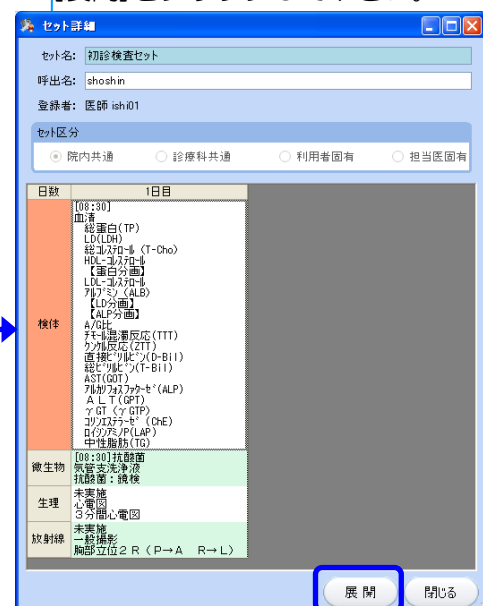 セット詳細
セット名: 初診検査セット
呼出名: shoshin
登録者: 医師 ishi01
セット区分
院内共通 診療科共通 利用者固有 担当医固有
日数 1日目
検体
[08:30]
血清
総蛋白(TP)
LD(LDH)
総コレステロール (T-Cho)
HDL-コレステロール
【蛋白分画】
LDL-コレステロール
アルブミン (ALB)
【LD分画】
【ALP分画】
A/G比
チモール混濁反応(TTT)
クンケル反応(ZTT)
直接ビリルビン(D-Bil)
総ビリルビン(T-Bil)
AST(GOT)
アルカリフォスファターゼ(ALP)
ALT(GPT)
γGT (γGTP)
コリンエステラーゼ (ChE)
ロイシンアミノP(LAP)
中性脂肪(TG)
微生物
[08:30]抗酸菌
気管支洗浄液
抗酸菌:鏡検
生理
未実施
心電図
3分間心電図
放射線
未実施
一般撮影
胸部立位2R(P→A R→L)
展開 閉じる